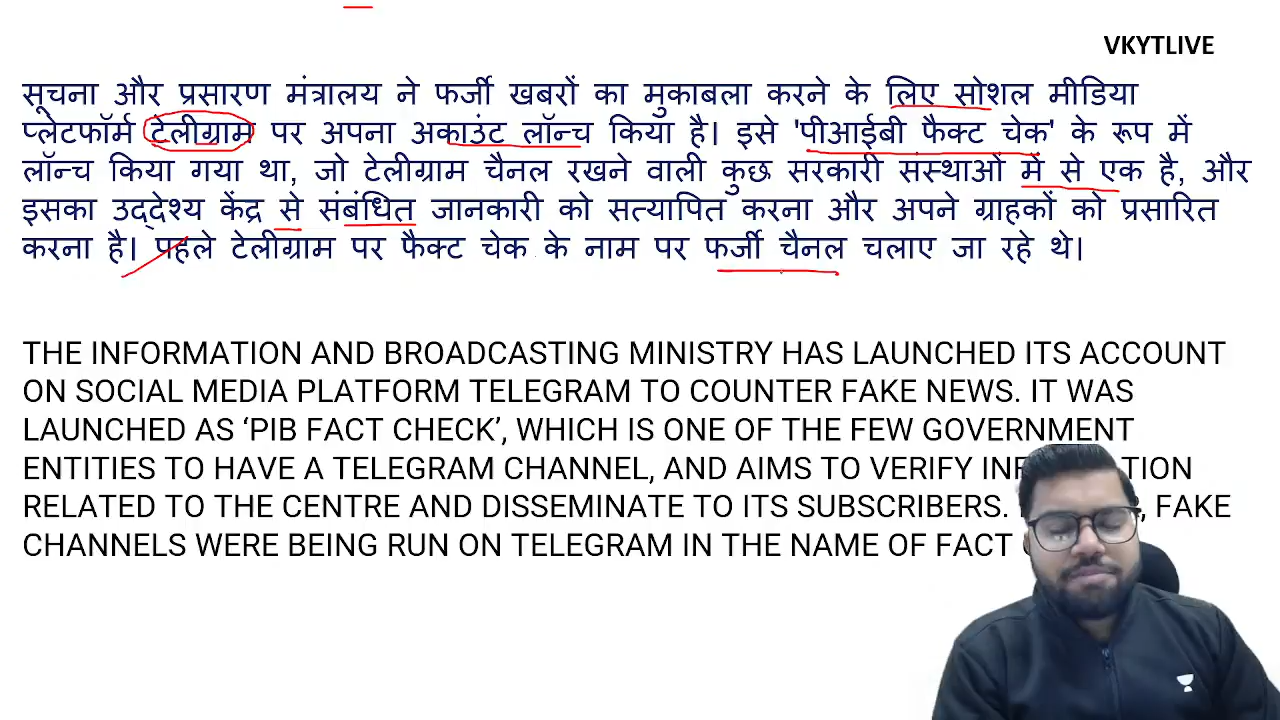 VKYTLIVE
सूचना और प्रसारण मंत्रालय ने फर्जी खबरों का मुकाबला करने के लिए सोशल मीडिया
प्लेटफॉर्म टेलीग्राम पर अपना अकाउंट लॉन्च किया है। इसे 'पीआईबी फैक्ट चेक' के रूप में
लॉन्च किया गया था, जो टेलीग्राम चैनल रखने वाली कुछ सरकारी संस्थाओं में से एक है, और
इसका उद्देश्य केंद्र से संबंधित जानकारी को सत्यापित करना और अपने ग्राहकों को प्रसारित
करना है। पहले टेलीग्राम पर फैक्ट चेक के नाम पर फर्जी चैनल चलाए जा रहे थे।
THE INFORMATION AND BROADCASTING MINISTRY HAS LAUNCHED ITS ACCOUNT
ON SOCIAL MEDIA PLATFORM TELEGRAM TO COUNTER FAKE NEWS. IT WAS
LAUNCHED AS ‘PIB FACT CHECK’, WHICH IS ONE OF THE FEW GOVERNMENT
ENTITIES TO HAVE A TELEGRAM CHANNEL, AND AIMS TO VERIFY
RELATED TO THE CENTRE AND DISSEMINATE TO ITS SUBSCRIBERS. , FAKE
CHANNELS WERE BEING RUN ON TELEGRAM IN THE NAME OF FACT